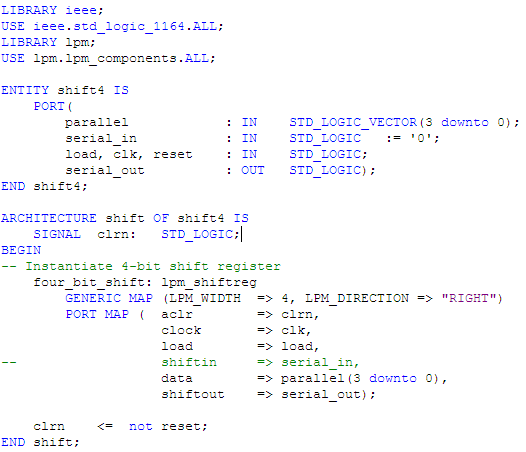 LIBRARY ieee;
USE ieee.std_logic_1164.ALL;
LIBRARY lpm;
USE lpm.lpm_components.ALL;

ENTITY shift4 IS
    PORT(
        parallel            : IN    STD_LOGIC_VECTOR(3 downto 0);
        serial_in           : IN    STD_LOGIC   := '0';
        load, clk, reset    : IN    STD_LOGIC;
        serial_out          : OUT   STD_LOGIC);
END shift4;

ARCHITECTURE shift OF shift4 IS
    SIGNAL  clrn:   STD_LOGIC;
BEGIN
-- Instantiate 4-bit shift register
    four_bit_shift: lpm_shiftreg
        GENERIC MAP (LPM_WIDTH  => 4, LPM_DIRECTION => "RIGHT")
        PORT MAP (  aclr        => clrn,
                    clock       => clk,
                    load        => load,
--                  shiftin     => serial_in,
                    data        => parallel(3 downto 0),
                    shiftout    => serial_out);

    clrn    <=  not reset;
END shift;